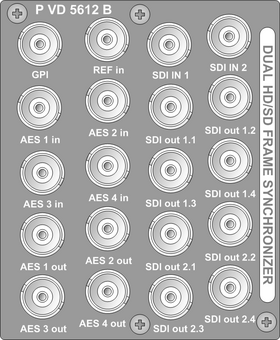 P VD 5612 B
GPI
REF in
SDI IN 1
SDI IN 2
AES 1 in
AES 2 in
SDI out 1.1
SDI out 1.2
AES 3 in
AES 4 in
SDI out 1.3
SDI out 1.4
AES 1 out
AES 2 out
SDI out 2.1
SDI out 2.2
AES 3 out
AES 4 out
SDI out 2.3
SDI out 2.4
DUAL HD/SD FRAME SYNCHRONIZER